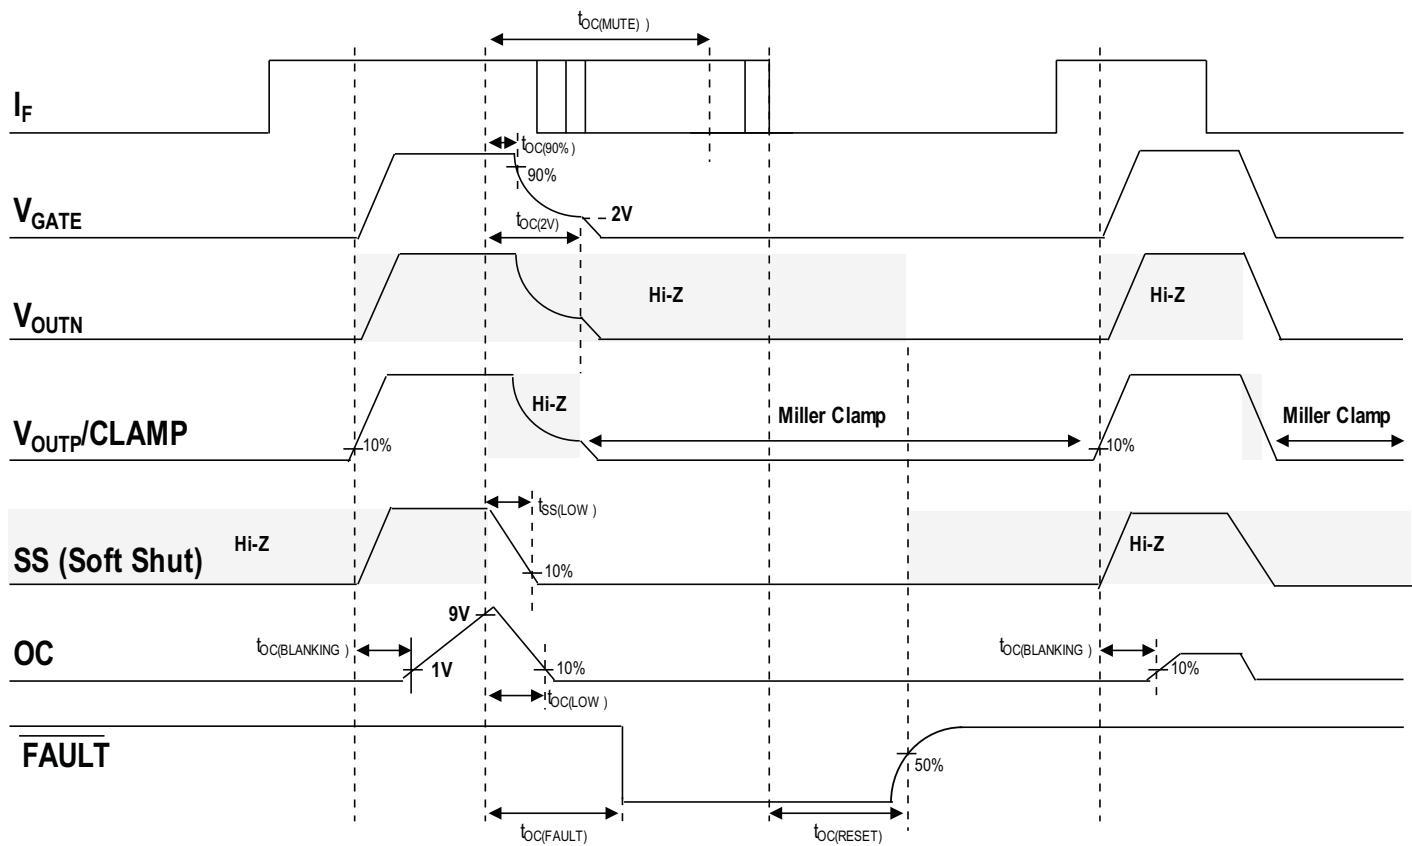 tOC(MUTE) )
IF
tOC(90% )
90%
VGATE
2V
tOC(2V)
VOUTN
Hi-Z
Hi-Z
VOUTP/CLAMP
10%
Hi-Z
Miller Clamp
10%
Miller Clamp
tSS(LOW )
SS (Soft Shut)
Hi-Z
10%
Hi-Z
9V
OC
tOC(BLANKING )
1V
10%
tOC(BLANKING )
10%
tOC(LOW)
FAULT
50%
tOC(FAULT)
tOC(RESET)